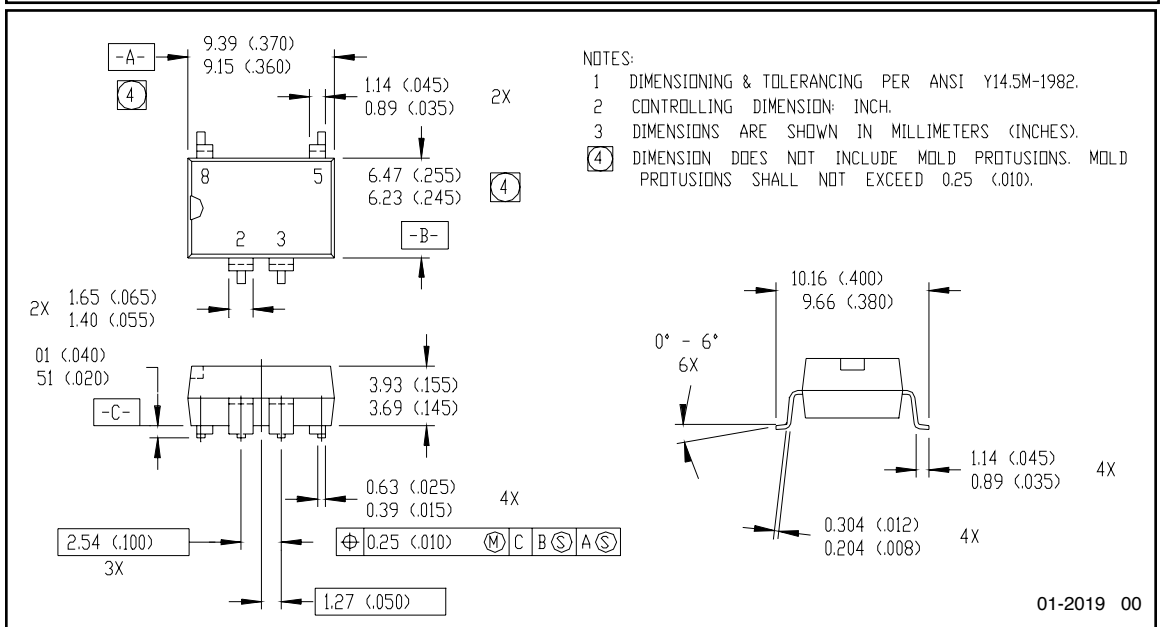 -A-
9.39 (.370)
9.15 (.360)
4
1.14 (.045)
0.89 (.035)
2X
8
5
6.47 (.255)
6.23 (.245)
4
2 3
-B-
2X
1.65 (.065)
1.40 (.055)
01 (.040)
51 (.020)
-C-
3.93 (.155)
3.69 (.145)
0.63 (.025)
0.39 (.015)
4X
2.54 (.100)
3X
⌖ 0.25 (.010) Ⓜ C B Ⓢ A Ⓢ
1.27 (.050)
NOTES:
1 DIMENSIONING & TOLERANCING PER ANSI Y14.5M-1982.
2 CONTROLLING DIMENSION: INCH.
3 DIMENSIONS ARE SHOWN IN MILLIMETERS (INCHES).
4 DIMENSION DOES NOT INCLUDE MOLD PROTUSIONS. MOLD
PROTUSIONS SHALL NOT EXCEED 0.25 (.010).
10.16 (.400)
9.66 (.380)
0° - 6°
6X
1.14 (.045)
0.89 (.035)
4X
0.304 (.012)
0.204 (.008)
4X
01-2019 00